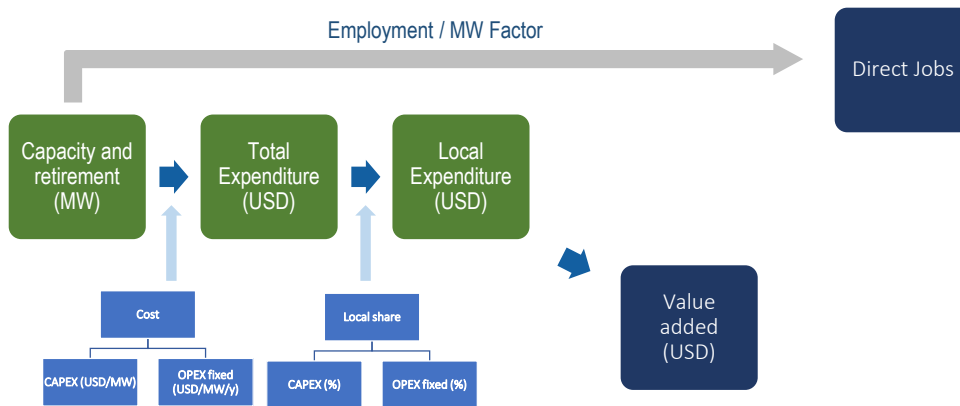 Employment / MW Factor
Direct Jobs
Capacity and
retirement
(MW)
Total
Expenditure
(USD)
Local
Expenditure
(USD)
Value
added
(USD)
Cost
CAPEX (USD/MW)
OPEX fixed
(USD/MW/y)
Local share
CAPEX (%)
OPEX fixed (%)